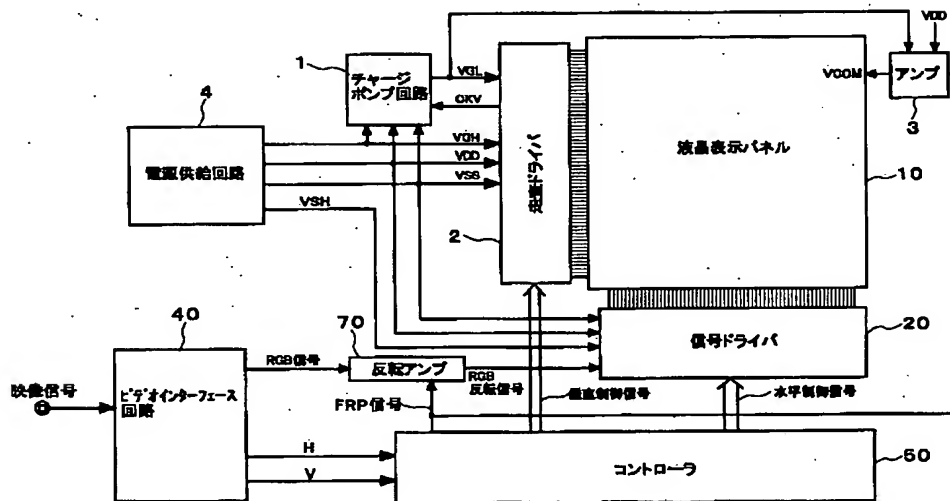 1
チャージ
ポンプ回路
VGL
CKV
VDD
VCOM
アンプ
3
4
電源供給回路
VGH
VDD
VSS
VSH
走査ドライバ
2
液晶表示パネル
10
信号ドライバ
20
40
映像信号
ビデオインターフェース
回路
RGB信号
70
反転アンプ
RGB
反転信号
FRP信号
垂直制御信号
水平制御信号
H
V
コントローラ
60